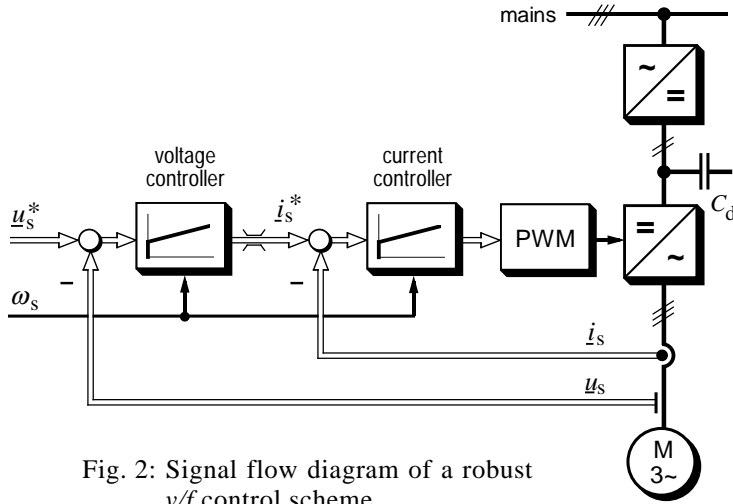 mains
~
=
voltage
controller
current
controller
u_s*
i_s*
C_d
PWM
=
~
–
–
ω_s
i_s
u_s
M
3~
Fig. 2: Signal flow diagram of a robust
v/f control scheme